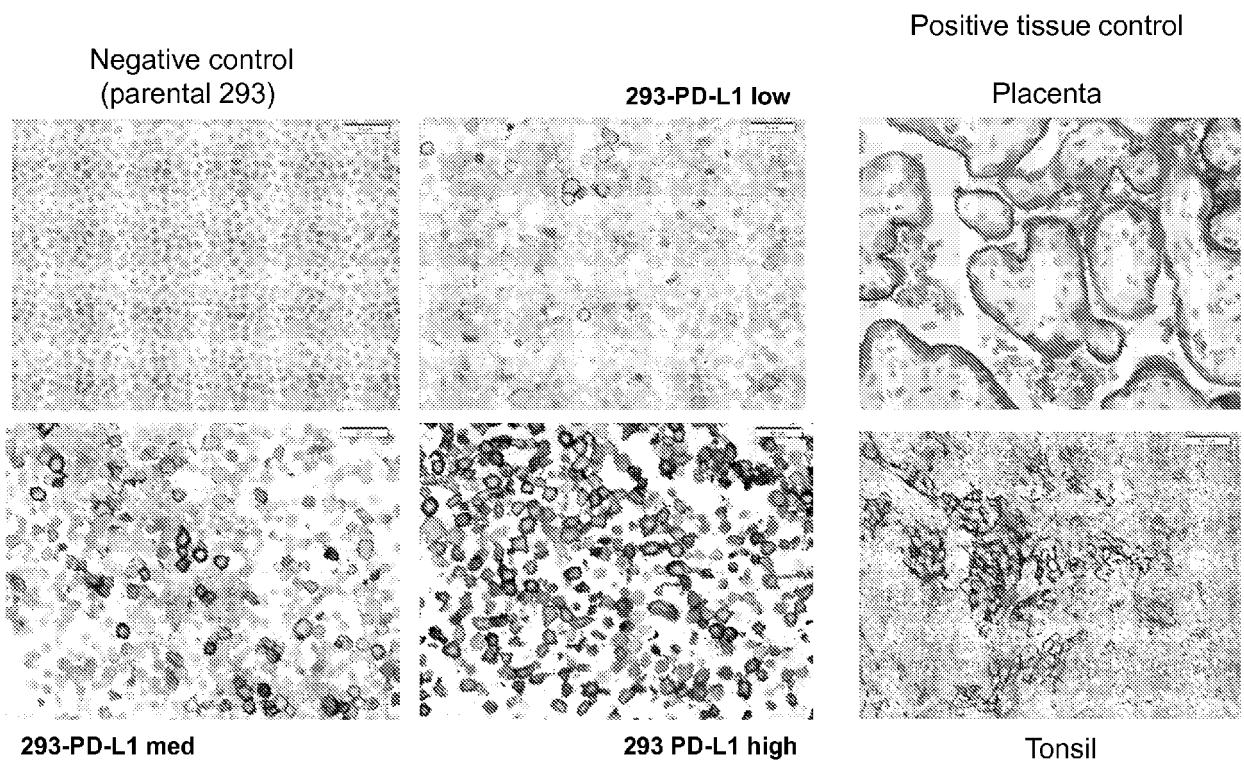 Positive tissue control
Negative control
(parental 293)
293-PD-L1 low
Placenta
293-PD-L1 med
293 PD-L1 high
Tonsil